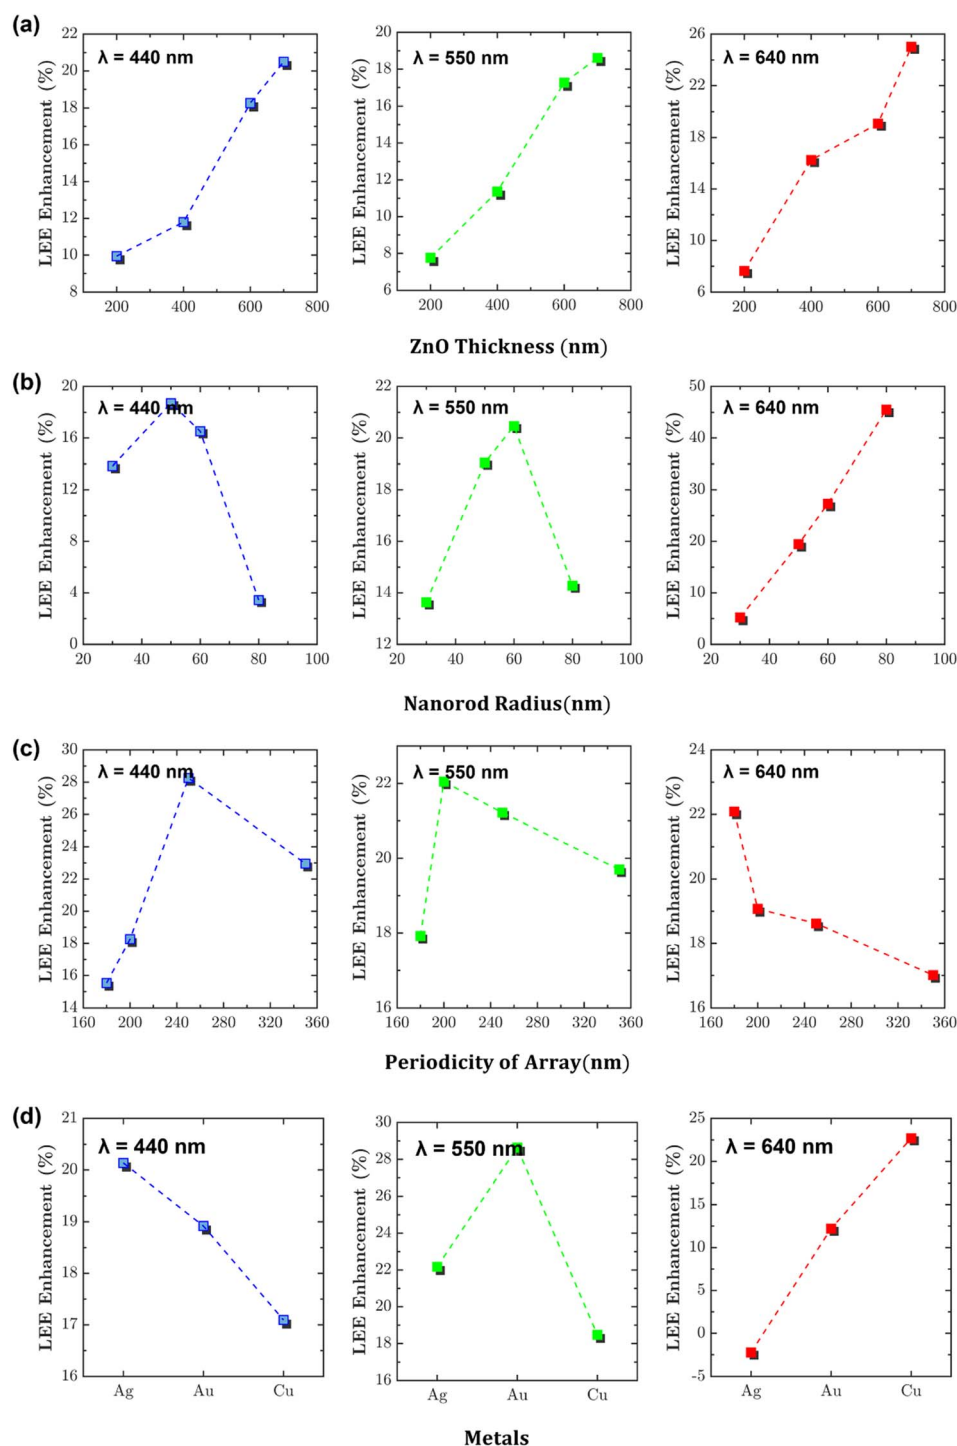 (a)
λ = 440 nm
LEE Enhancement (%)
22
20
18
16
14
12
10
8
200 400 600 800
λ = 550 nm
LEE Enhancement (%)
20
18
16
14
12
10
8
6
200 400 600 800
λ = 640 nm
LEE Enhancement (%)
26
22
18
14
10
6
200 400 600 800
ZnO Thickness (nm)
(b)
λ = 440 nm
LEE Enhancement (%)
20
16
12
8
4
0
20 40 60 80 100
λ = 550 nm
LEE Enhancement (%)
22
20
18
16
14
12
20 40 60 80 100
λ = 640 nm
LEE Enhancement (%)
50
40
30
20
10
0
20 40 60 80 100
Nanorod Radius(nm)
(c)
λ = 440 nm
LEE Enhancement (%)
30
28
26
24
22
20
18
16
14
160 200 240 280 320 360
λ = 550 nm
LEE Enhancement (%)
22
20
18
16
160 200 240 280 320 360
λ = 640 nm
LEE Enhancement (%)
24
22
20
18
16
160 200 240 280 320 360
Periodicity of Array(nm)
(d)
λ = 440 nm
LEE Enhancement (%)
21
20
19
18
17
16
Ag Au Cu
λ = 550 nm
LEE Enhancement (%)
30
28
26
24
22
20
18
16
Ag Au Cu
λ = 640 nm
LEE Enhancement (%)
25
20
15
10
5
0
-5
Ag Au Cu
Metals